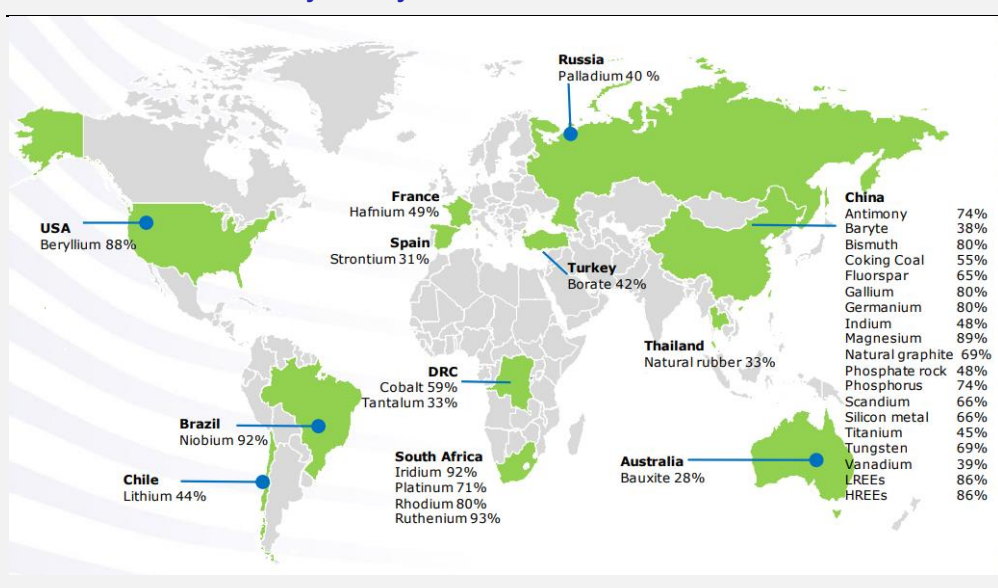 Russia
Palladium 40 %
France
Hafnium 49%
USA
Beryllium 88%
Spain
Strontium 31%
Turkey
Borate 42%
China
Antimony 74%
Baryte 38%
Bismuth 80%
Coking Coal 55%
Fluorspar 65%
Gallium 80%
Germanium 80%
Indium 48%
Magnesium 89%
Natural graphite 69%
Phosphate rock 48%
Phosphorus 74%
Scandium 66%
Silicon metal 66%
Titanium 45%
Tungsten 69%
Vanadium 39%
LREEs 86%
HREEs 86%
Thailand
Natural rubber 33%
DRC
Cobalt 59%
Tantalum 33%
Brazil
Niobium 92%
South Africa
Iridium 92%
Platinum 71%
Rhodium 80%
Ruthenium 93%
Australia
Bauxite 28%
Chile
Lithium 44%